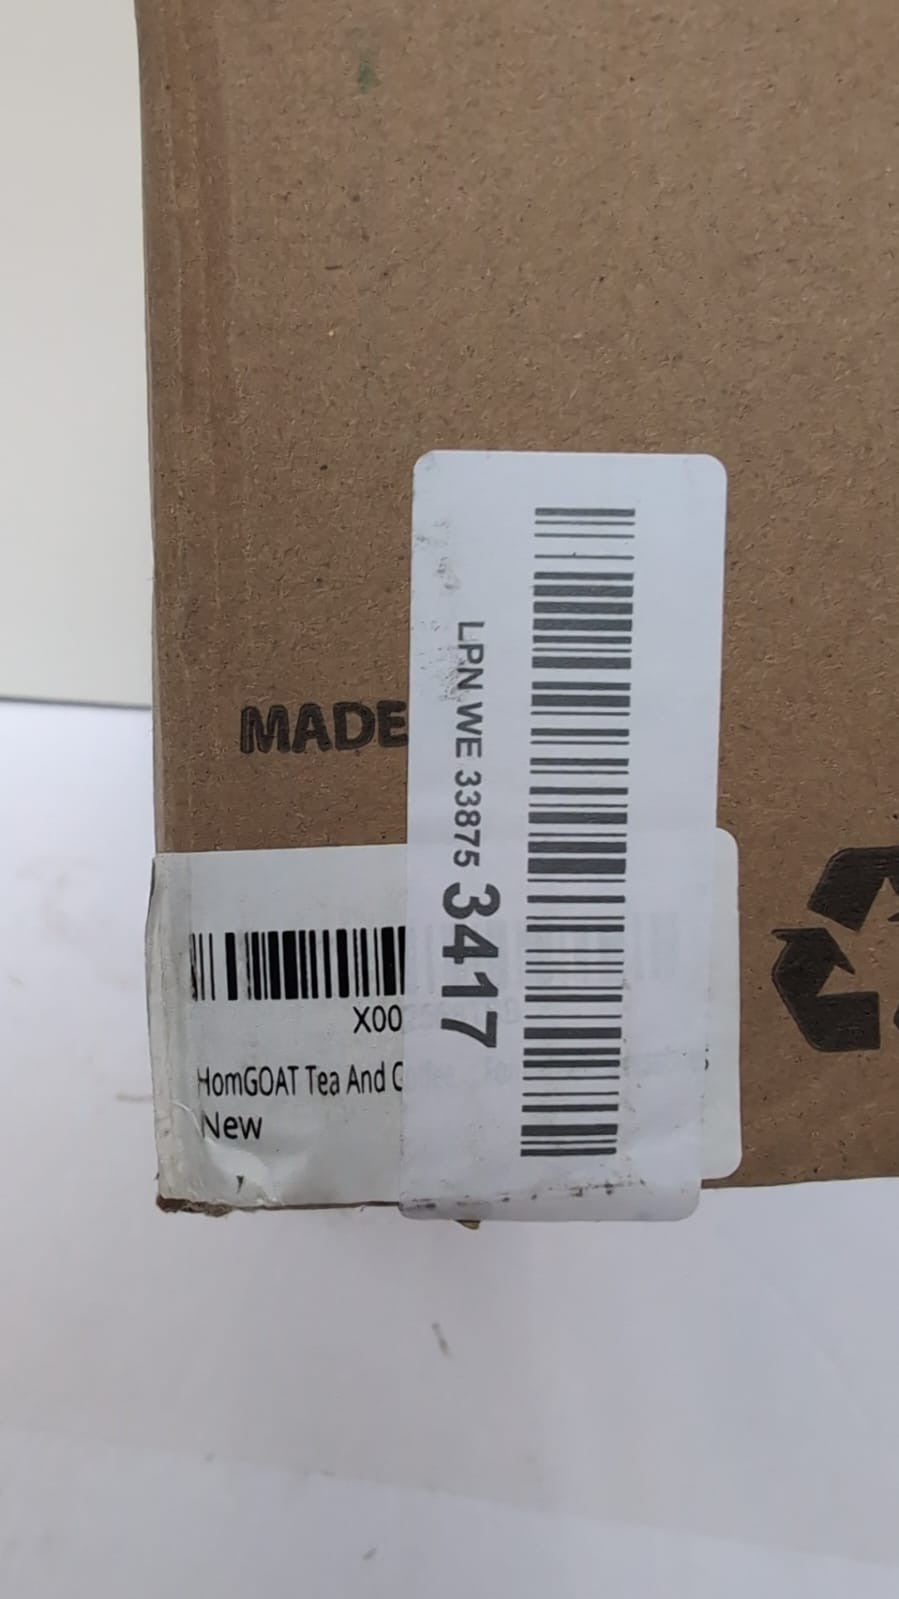 MADE
LPN WE 33875 3417
X00
HomGOAT Tea And
New